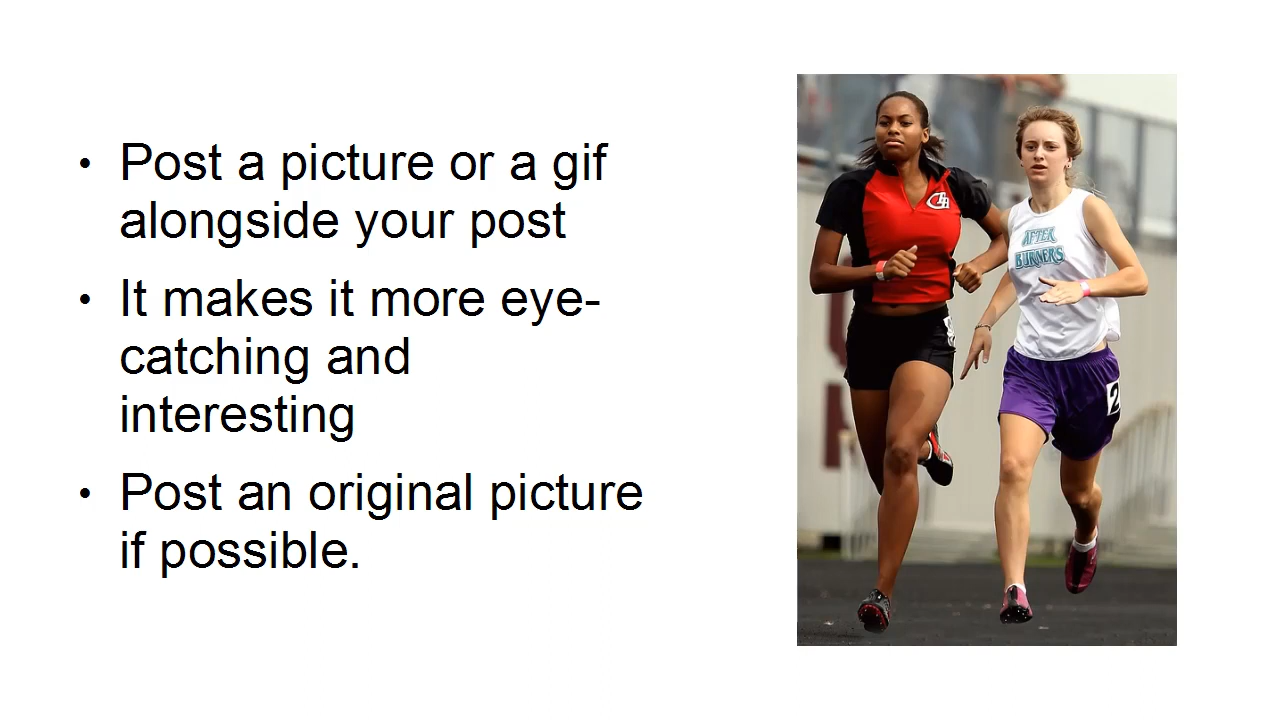 • Post a picture or a gif
alongside your post
• It makes it more eye-
catching and
interesting
• Post an original picture
if possible.
AFTER
BURNERS
2